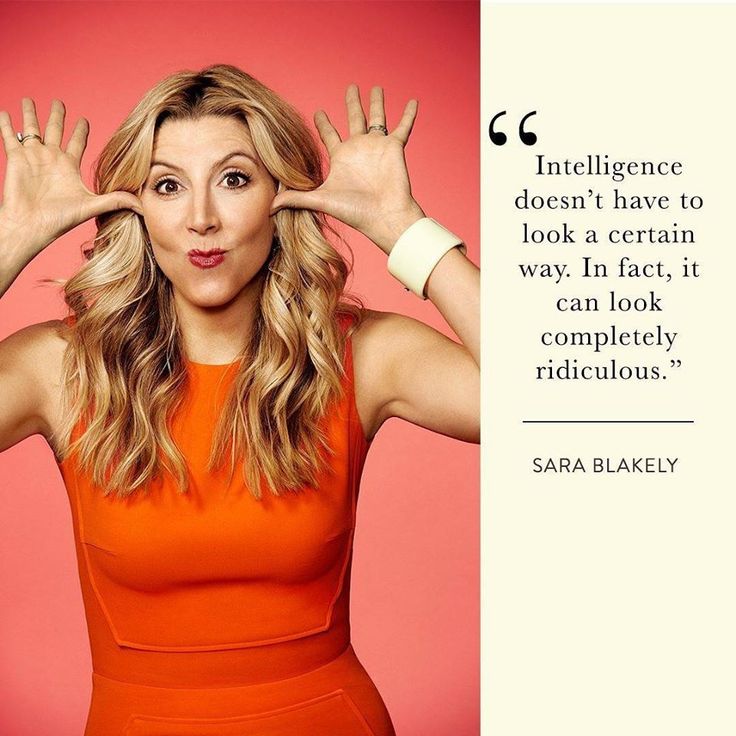 “
Intelligence
doesn’t have to
look a certain
way. In fact, it
can look
completely
ridiculous.”
SARA BLAKELY